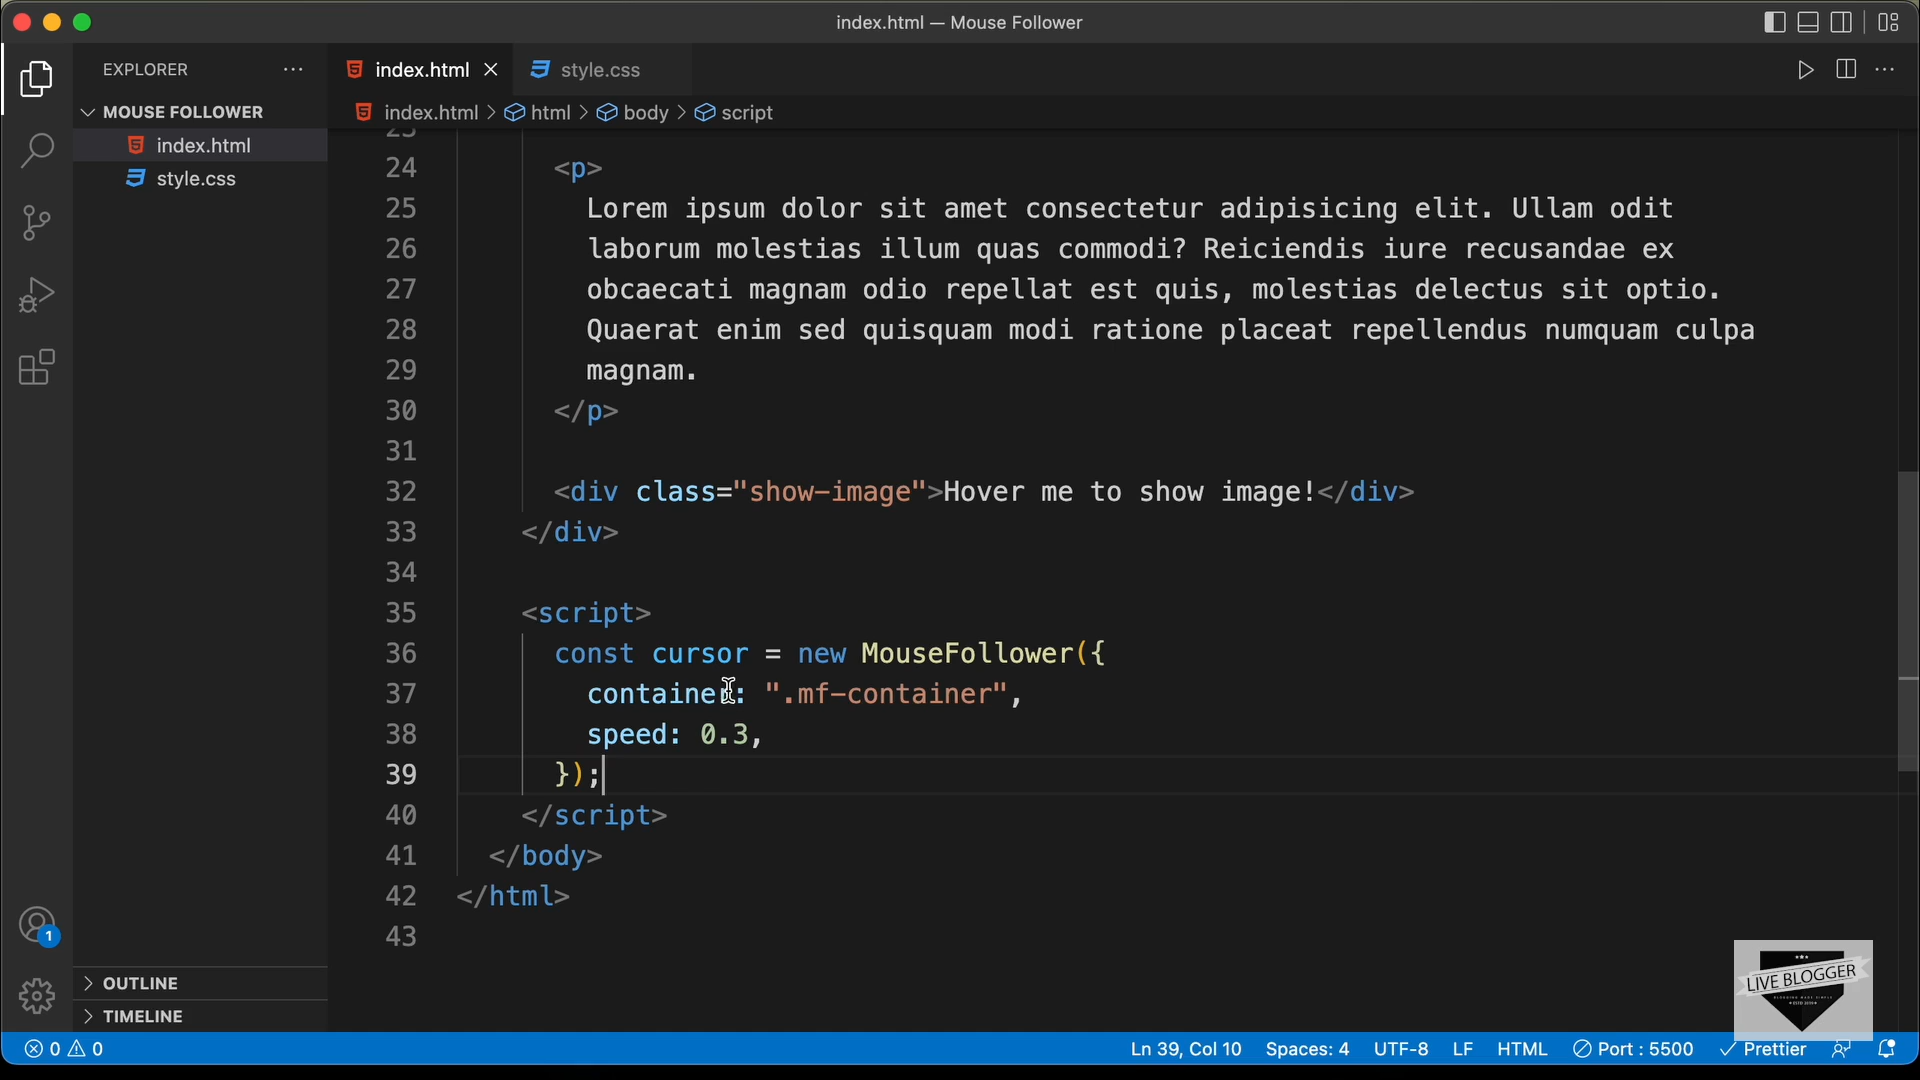 index.html — Mouse Follower
EXPLORER
index.html
style.css
MOUSE FOLLOWER
index.html > html > body > script
index.html
style.css
23
24 <p>
25 Lorem ipsum dolor sit amet consectetur adipisicing elit. Ullam odit
26 laborum molestias illum quas commodi? Reiciendis iure recusandae ex
27 obcaecati magnam odio repellat est quis, molestias delectus sit optio.
28 Quaerat enim sed quisquam modi ratione placeat repellendus numquam culpa
29 magnam.
30 </p>
31
32 <div class="show-image">Hover me to show image!</div>
33 </div>
34
35 <script>
36 const cursor = new MouseFollower({
37 container: ".mf-container",
38 speed: 0.3,
39 });
40 </script>
41 </body>
42 </html>
43
1
OUTLINE
TIMELINE
LIVE BLOGGER
0 0 Ln 39, Col 10 Spaces: 4 UTF-8 LF HTML Port : 5500 Prettier